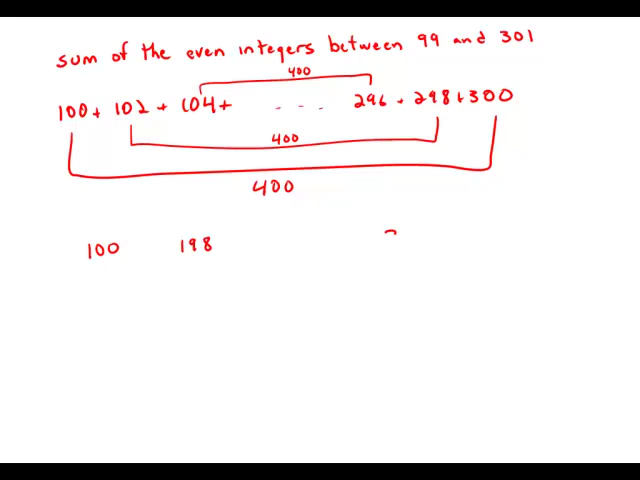 sum of the even integers between 99 and 301
400
100 + 102 + 104 + . . . . 296 + 298 + 300
400
400
100 198